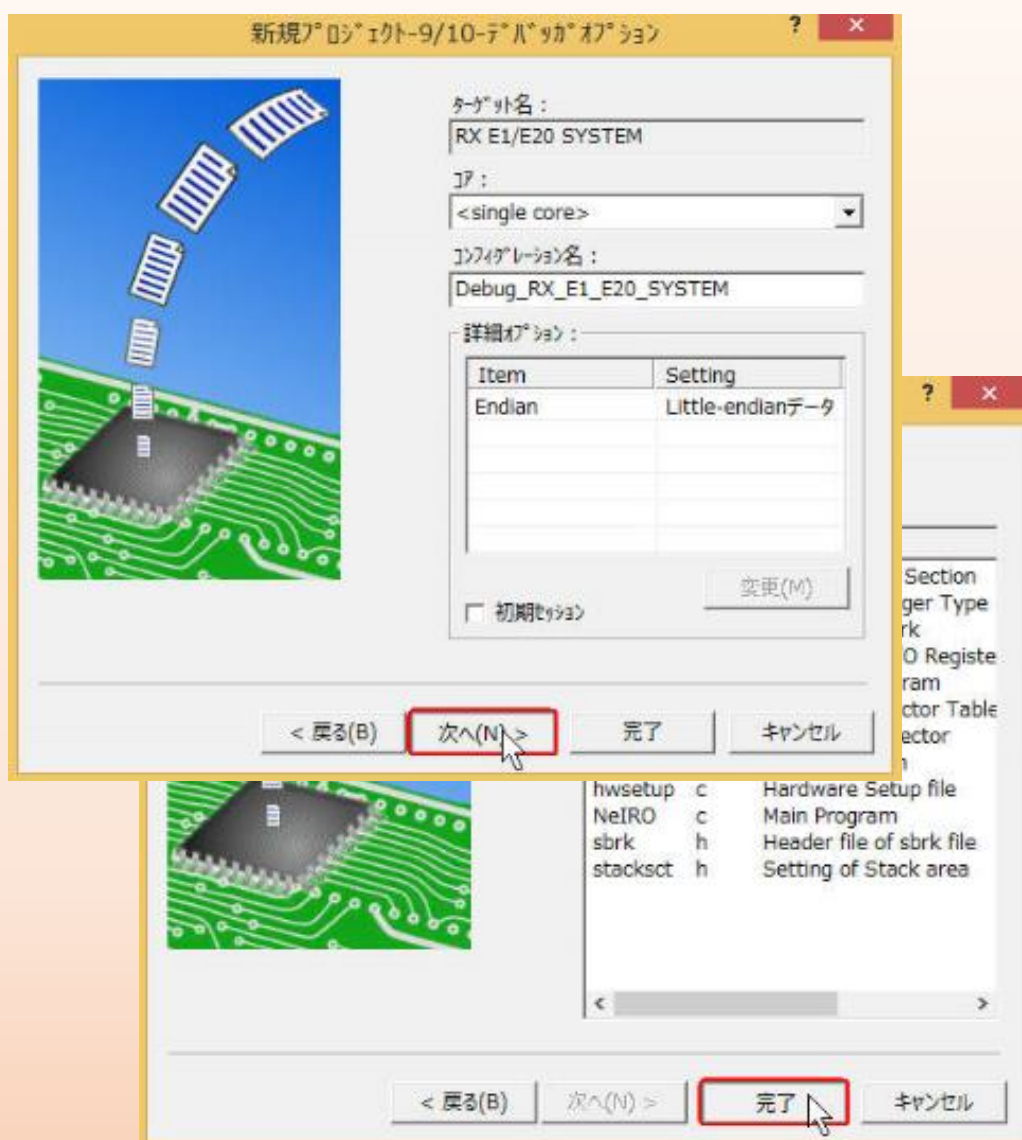 新規ﾌﾟﾛｼﾞｪｸﾄ-9/10-ﾃﾞﾊﾞｯｶﾞｵﾌﾟｼｮﾝ
? ×
ﾀｰｹﾞｯﾄ名 :
RX E1/E20 SYSTEM
ｺｱ :
<single core>
ｺﾝﾌｨｸﾞﾚｰｼｮﾝ名 :
Debug_RX_E1_E20_SYSTEM
詳細ｵﾌﾟｼｮﾝ :
Item Setting
Endian Little-endianデータ
変更(M)
初期ｾｯｼｮﾝ
< 戻る(B) 次へ(N) > 完了 キャンセル
? ×
Section
ger Type
rk
O Registe
ram
ctor Table
ector
hwsetup c Hardware Setup file
NeIRO c Main Program
sbrk h Header file of sbrk file
stacksct h Setting of Stack area
< >
< 戻る(B) 次へ(N) > 完了 キャンセル